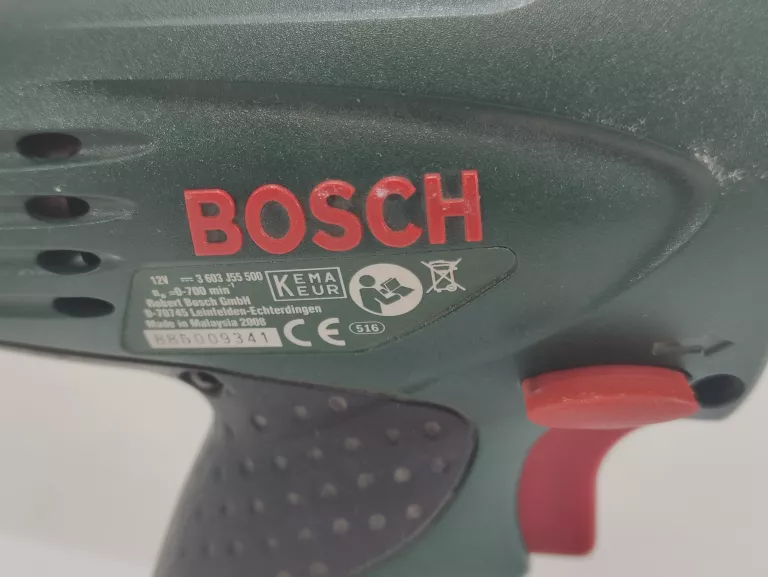 BOSCH
12V ⎓ 3 603 J55 500
n₀ =0-700 min⁻¹
Robert Bosch GmbH
D-70745 Leinfelden-Echterdingen
Made in Malaysia 2008
885009341
KEMA
KEUR
CE
516